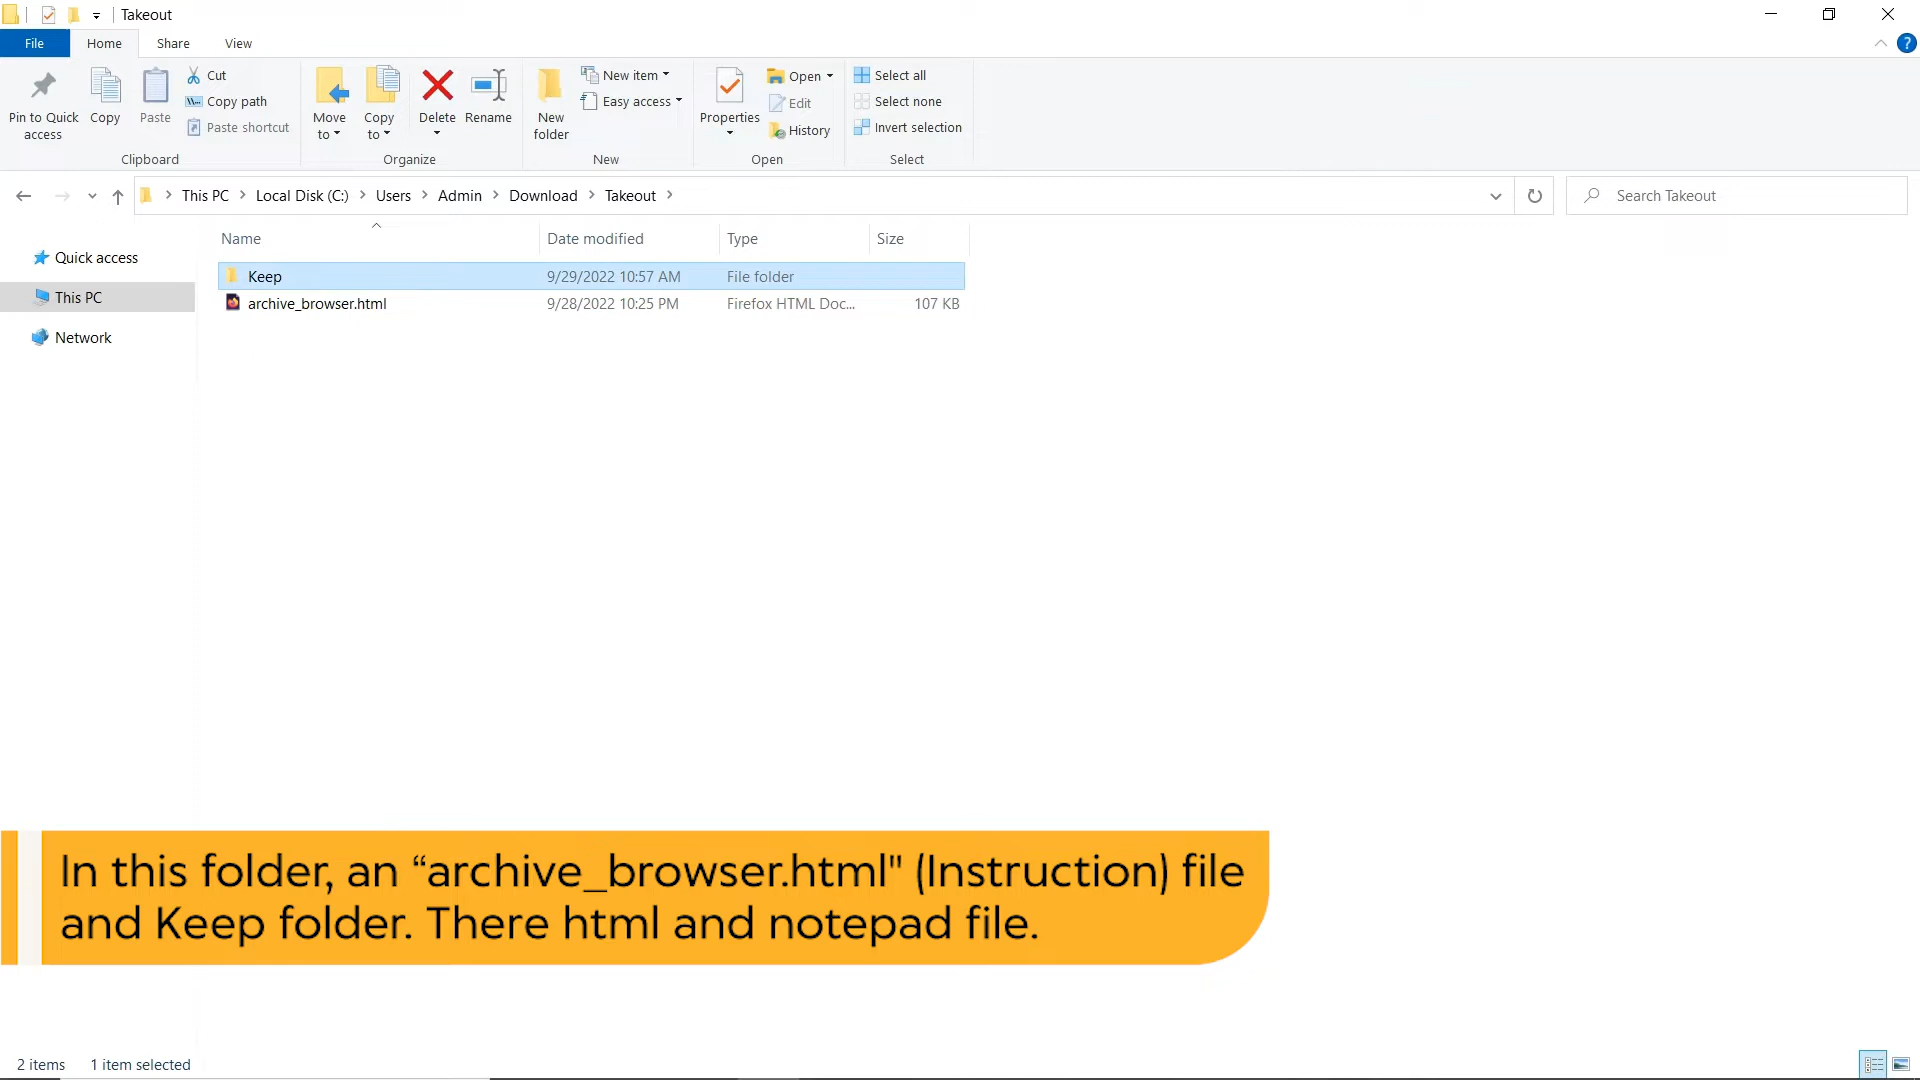 Takeout
File Home Share View
Pin to Quick access
Copy
Paste
Cut
Copy path
Paste shortcut
Clipboard
Move to
Copy to
Delete
Rename
Organize
New folder
New item
Easy access
New
Properties
Open
Edit
History
Open
Select all
Select none
Invert selection
Select
This PC > Local Disk (C:) > Users > Admin > Download > Takeout >
Search Takeout
Quick access
This PC
Network
Name Date modified Type Size
Keep 9/29/2022 10:57 AM File folder
archive_browser.html 9/28/2022 10:25 PM Firefox HTML Doc... 107 KB
In this folder, an “archive_browser.html" (Instruction) file
and Keep folder. There html and notepad file.
2 items 1 item selected